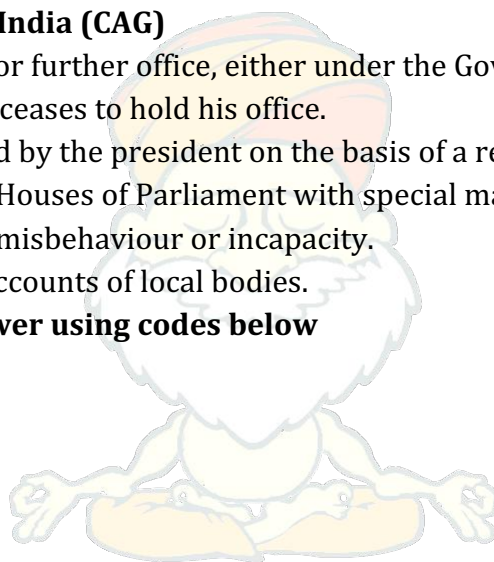 India (CAG)
or further office, either under the Gov
ceases to hold his office.
d by the president on the basis of a re
Houses of Parliament with special ma
misbehaviour or incapacity.
ccounts of local bodies.
wer using codes below